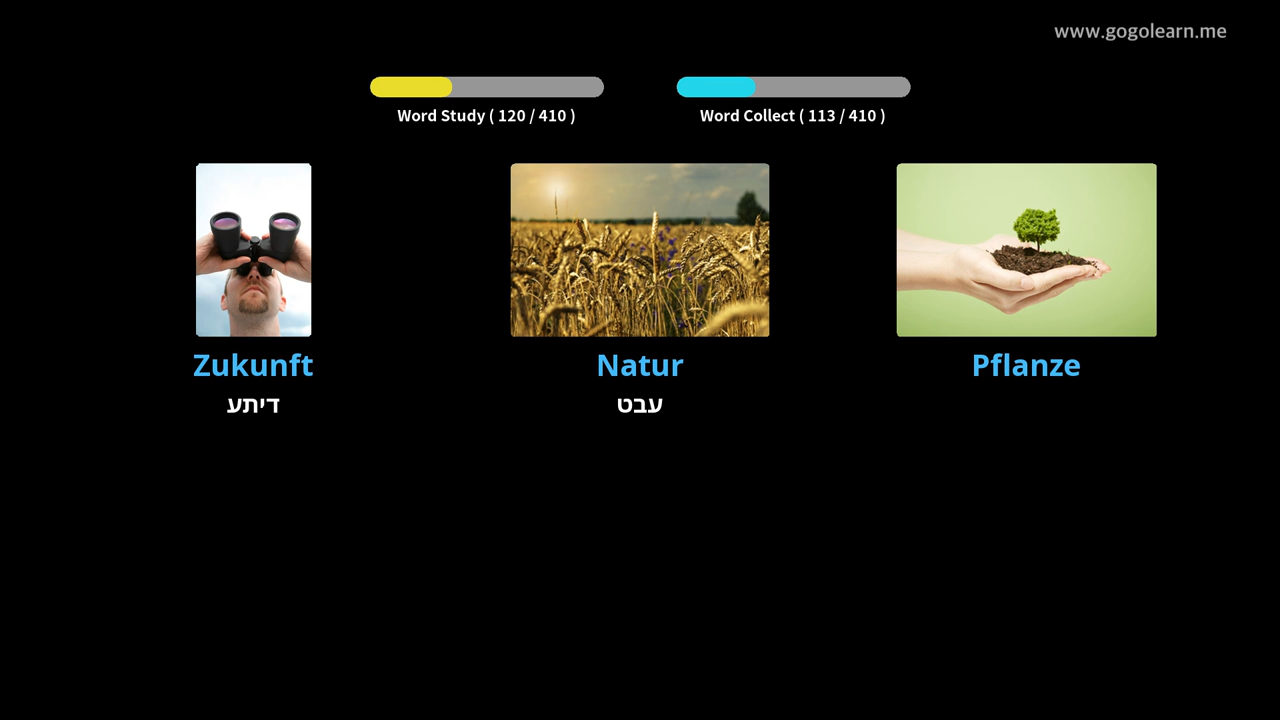 www.gogolearn.me
Word Study ( 120 / 410 )
Word Collect ( 113 / 410 )
Zukunft
Natur
Pflanze
דיתע
עבט